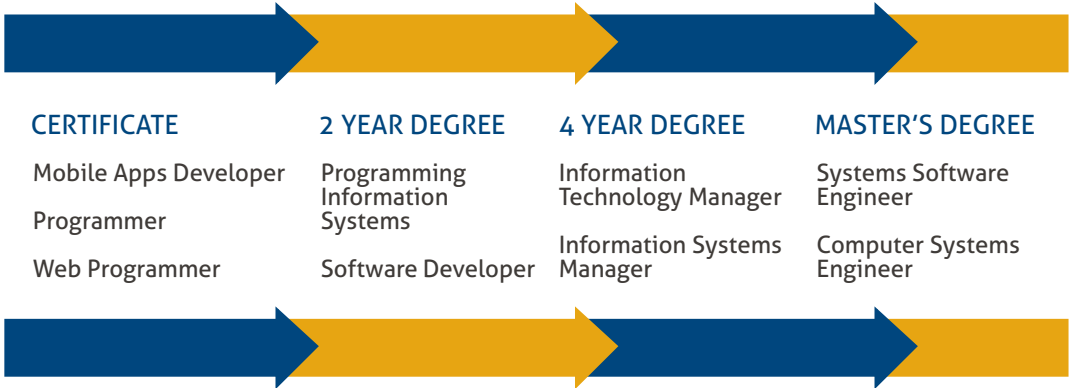 CERTIFICATE
Mobile Apps Developer
Programmer
Web Programmer
2 YEAR DEGREE
Programming
Information
Systems
Software Developer
4 YEAR DEGREE
Information
Technology Manager
Information Systems
Manager
MASTER'S DEGREE
Systems Software
Engineer
Computer Systems
Engineer